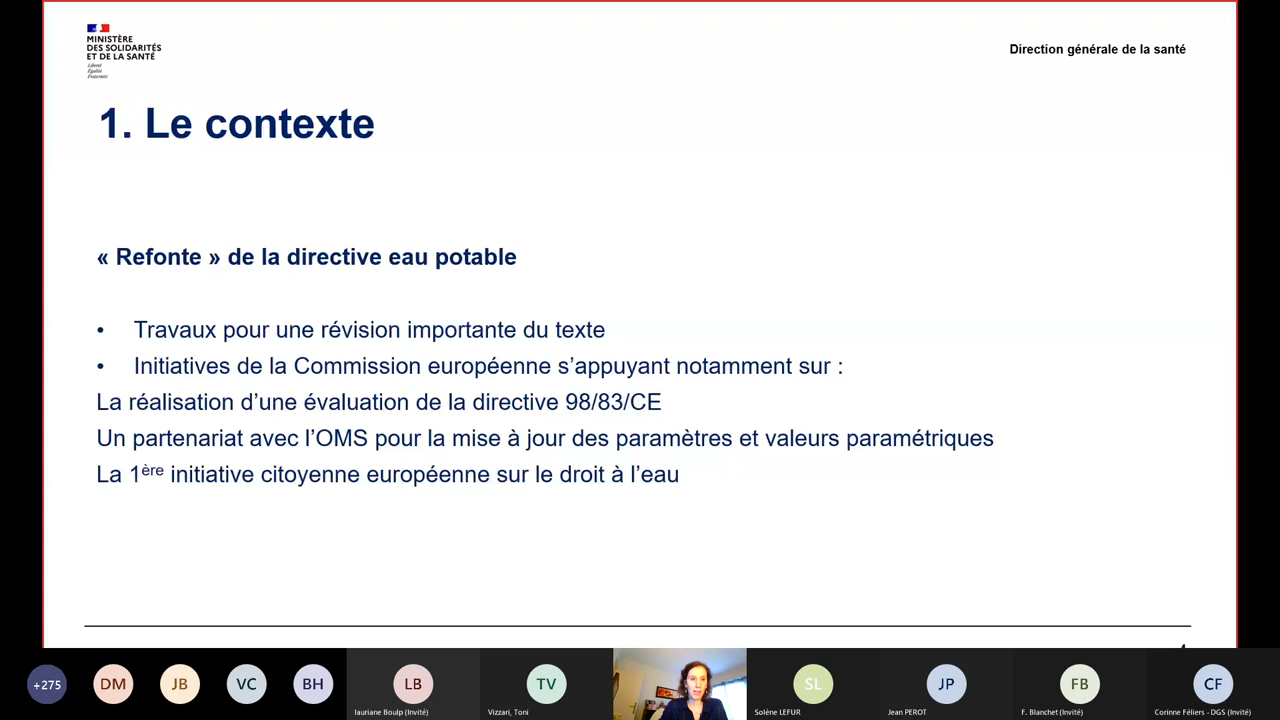 MINISTÈRE
DES SOLIDARITÉS
ET DE LA SANTÉ
Liberté
Égalité
Fraternité
Direction générale de la santé
1. Le contexte
« Refonte » de la directive eau potable
• Travaux pour une révision importante du texte
• Initiatives de la Commission européenne s’appuyant notamment sur :
La réalisation d’une évaluation de la directive 98/83/CE
Un partenariat avec l’OMS pour la mise à jour des paramètres et valeurs paramétriques
La 1ère initiative citoyenne européenne sur le droit à l’eau
+275
DM
JB
VC
BH
LB
TV
SL
JP
FB
CF
lauriane Boulp (Invité)
Vizzari, Toni
Solène LEFUR
Jean PEROT
F. Blanchet (Invité)
Corinne Féliers - DGS (Invité)